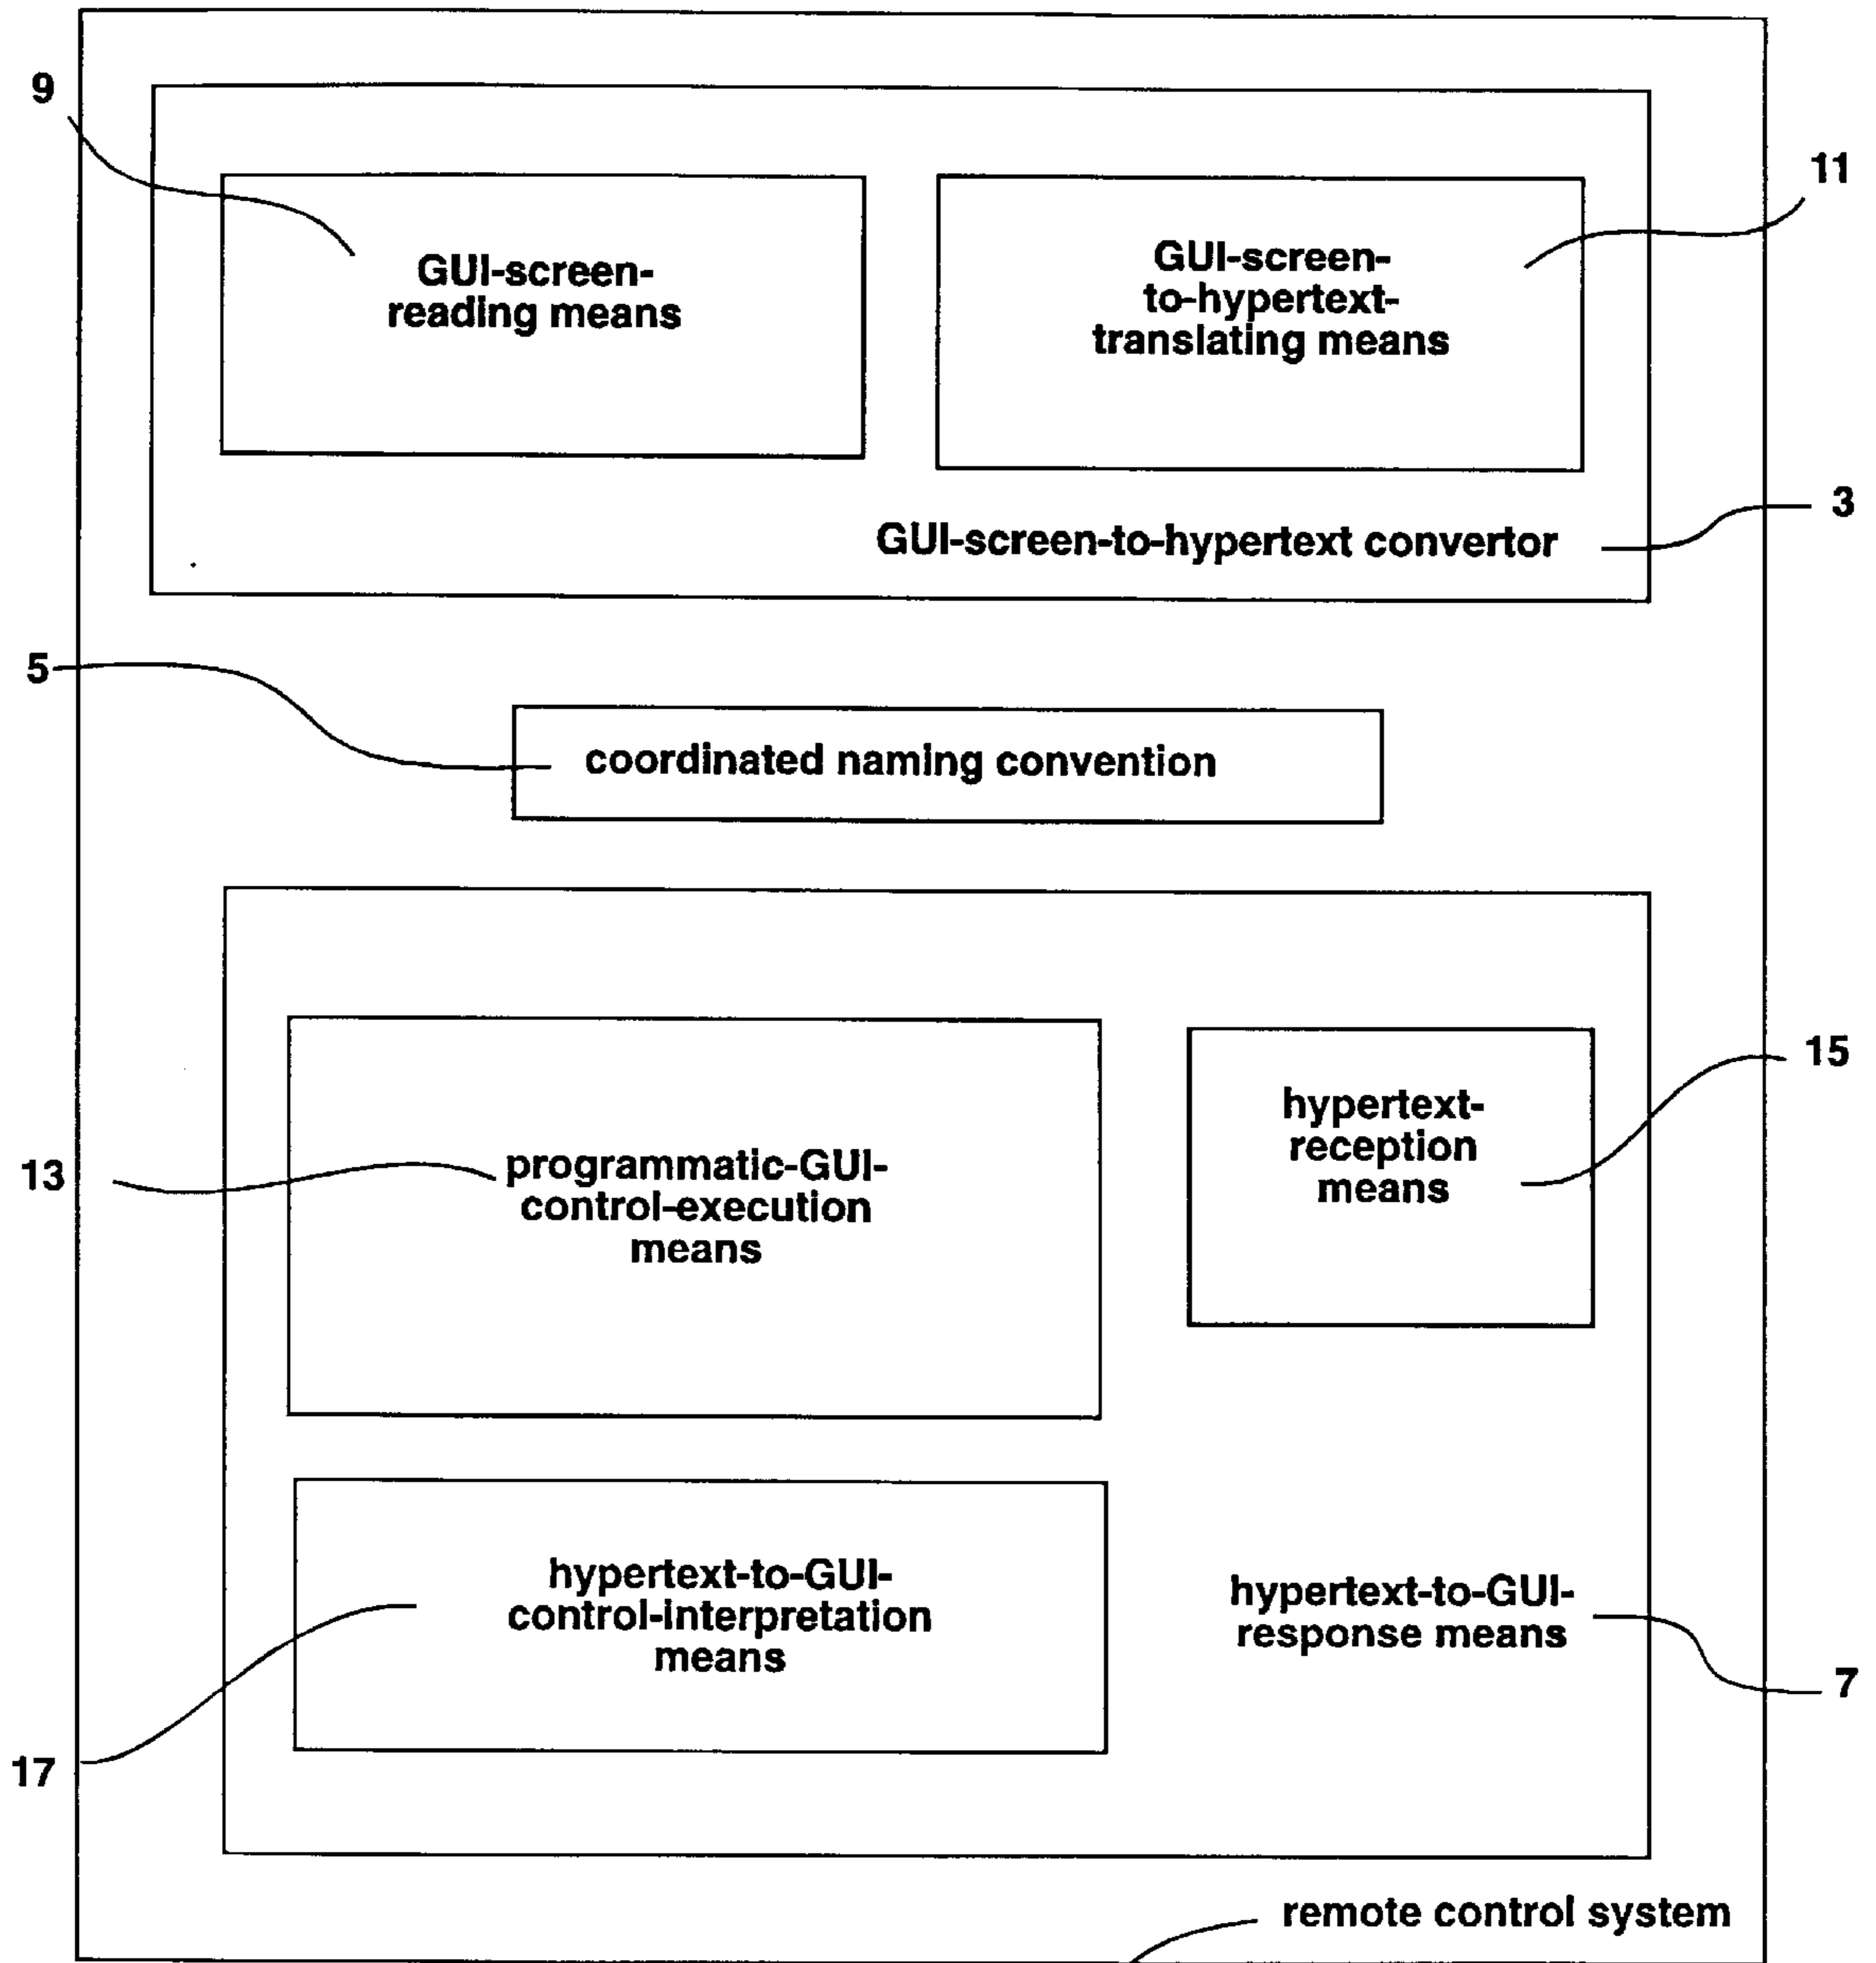 9
11
GUI-screen-
reading means
GUI-screen-
to-hypertext-
translating means
3
GUI-screen-to-hypertext convertor
5
coordinated naming convention
15
hypertext-
reception
means
13
programmatic-GUI-
control-execution
means
hypertext-to-GUI-
control-interpretation
means
hypertext-to-GUI-
response means
7
17
remote control system